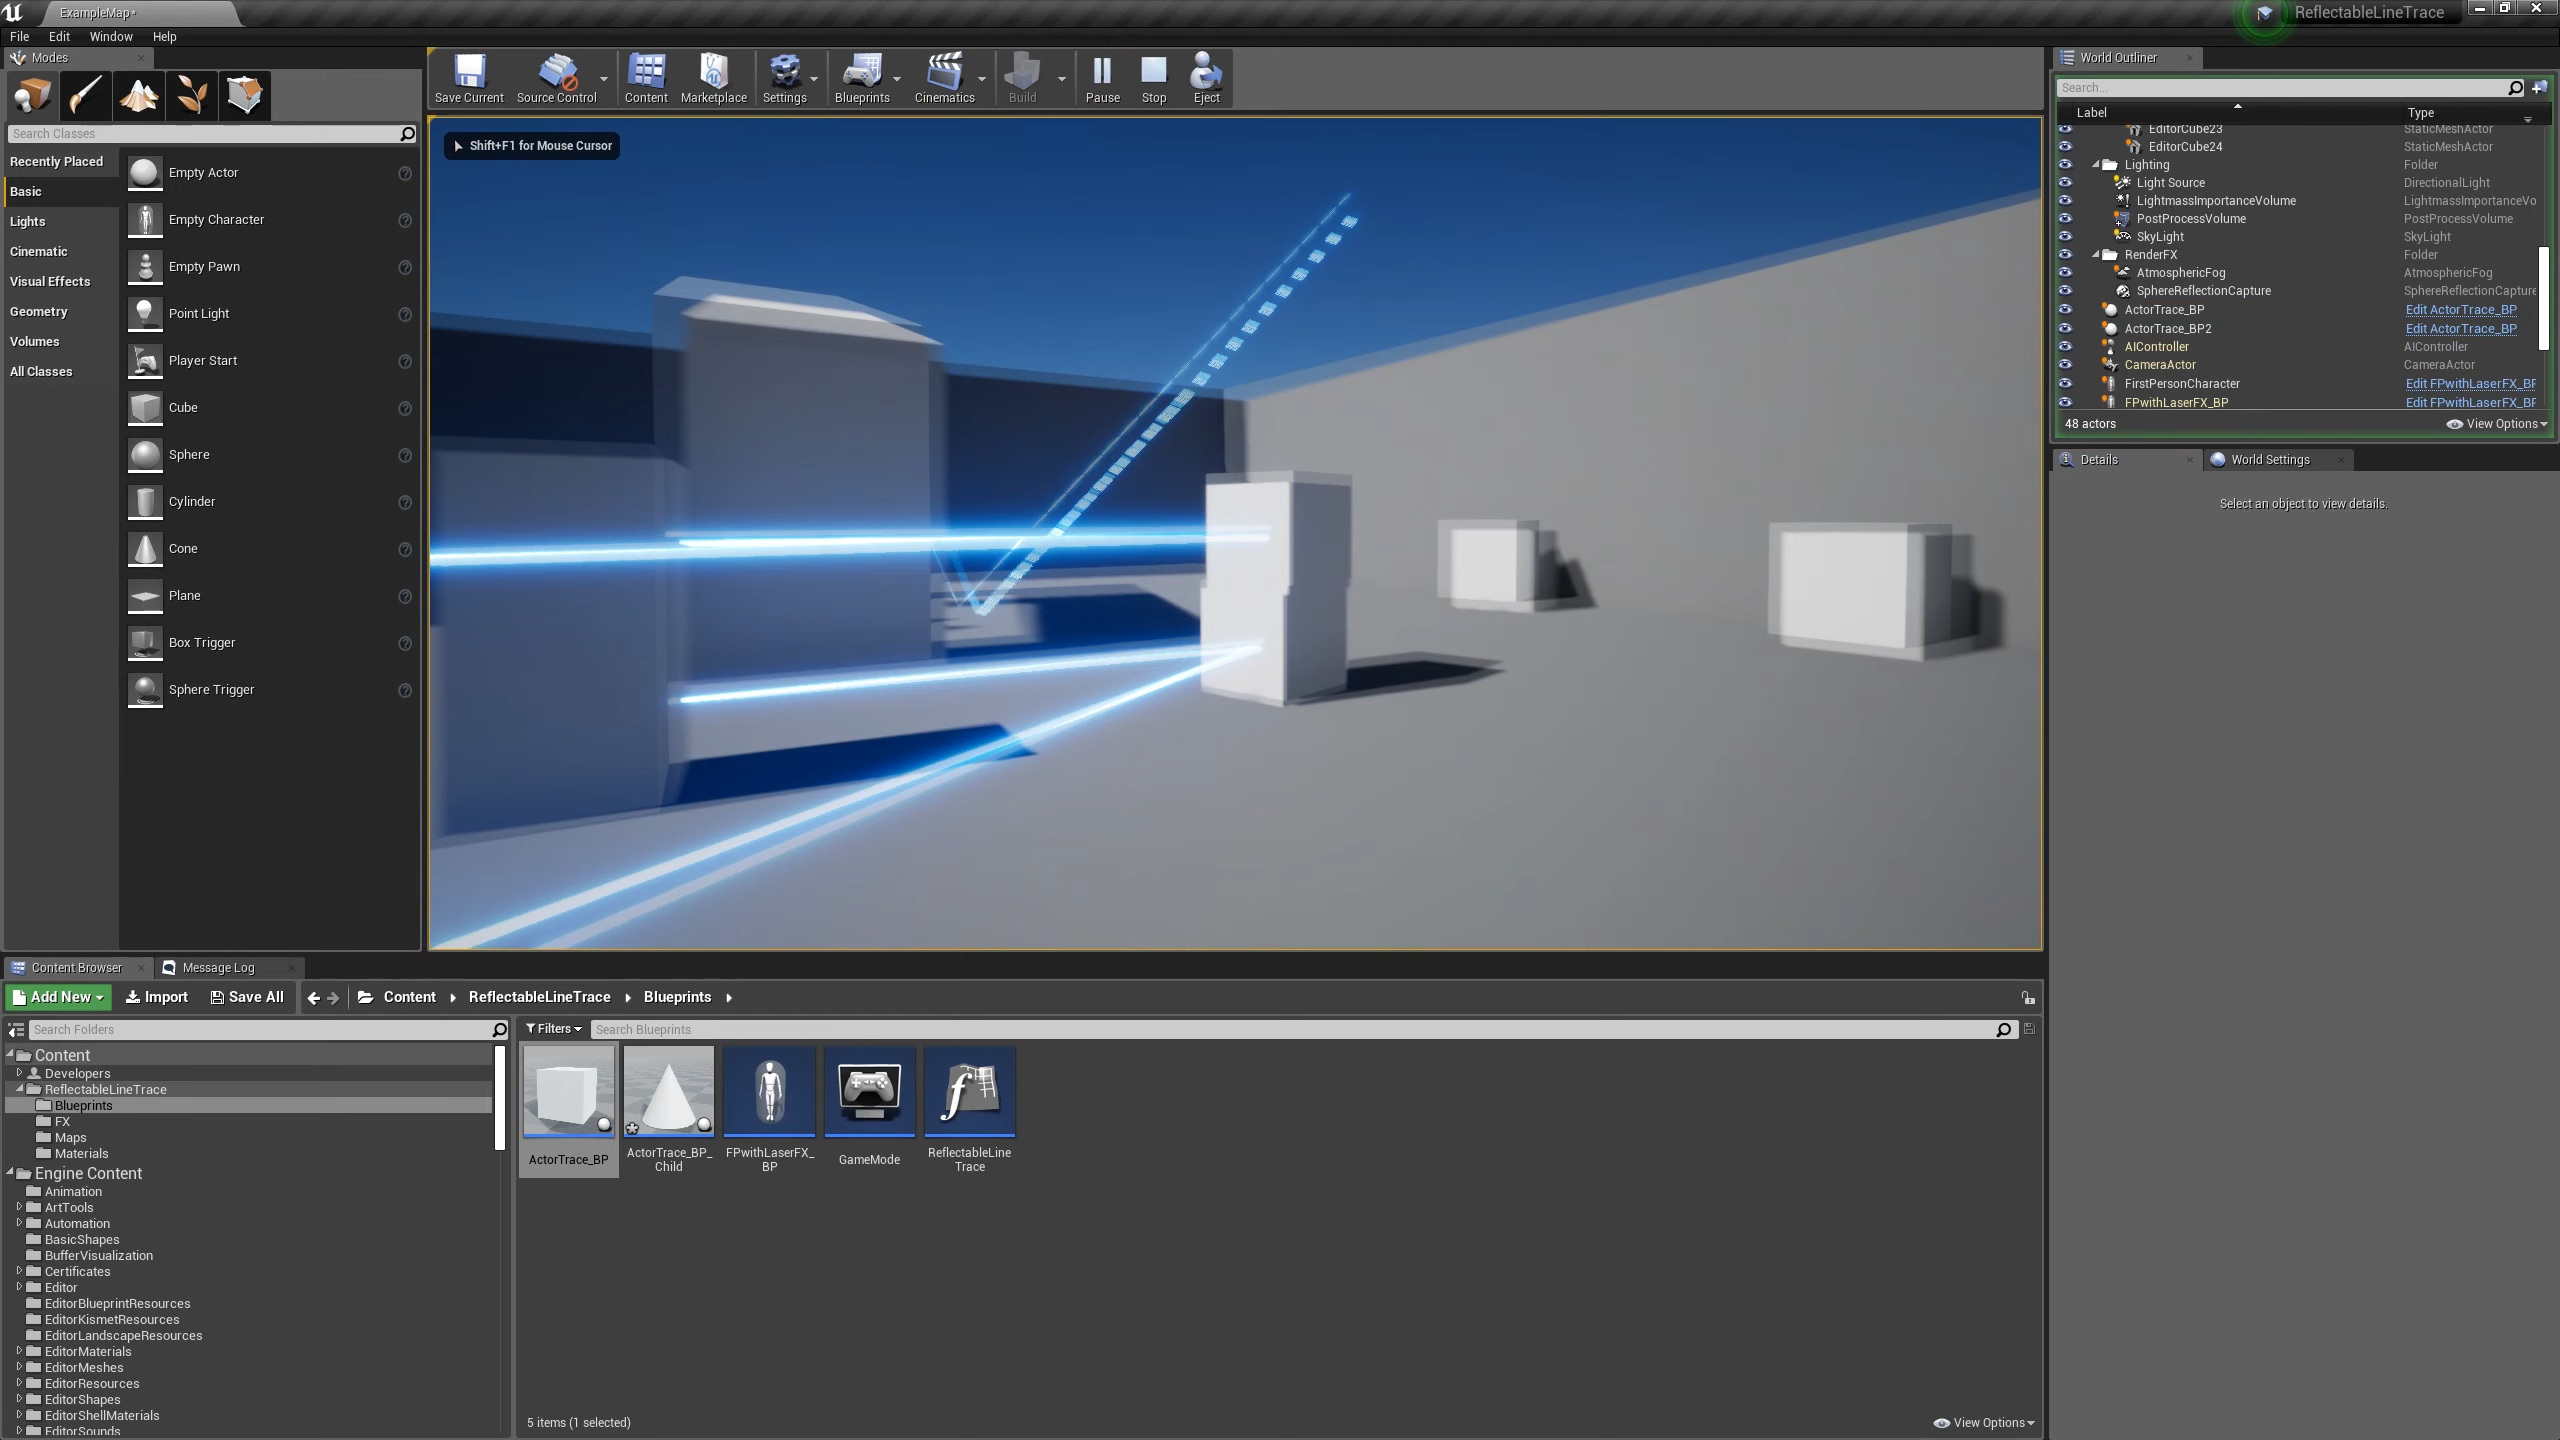 ExampleMap*
ReflectableLineTrace
File Edit Window Help
Modes
Search Classes
Recently Placed
Basic
Lights
Cinematic
Visual Effects
Geometry
Volumes
All Classes
Empty Actor
Empty Character
Empty Pawn
Point Light
Player Start
Cube
Sphere
Cylinder
Cone
Plane
Box Trigger
Sphere Trigger
Save Current Source Control Content Marketplace Settings Blueprints Cinematics Build Pause Stop Eject
Shift+F1 for Mouse Cursor
World Outliner
Search...
Label Type
EditorCube23 StaticMeshActor
EditorCube24 StaticMeshActor
Lighting Folder
Light Source DirectionalLight
LightmassImportanceVolume LightmassImportanceVo
PostProcessVolume PostProcessVolume
SkyLight SkyLight
RenderFX Folder
AtmosphericFog AtmosphericFog
SphereReflectionCapture SphereReflectionCapture
ActorTrace_BP Edit ActorTrace_BP
ActorTrace_BP2 Edit ActorTrace_BP
AIController AIController
CameraActor CameraActor
FirstPersonCharacter Edit FPwithLaserFX_BP
FPwithLaserFX_BP Edit FPwithLaserFX_BP
48 actors View Options
Details World Settings
Select an object to view details.
Content Browser Message Log
Add New Import Save All Content ReflectableLineTrace Blueprints
Search Folders
Content
Developers
ReflectableLineTrace
Blueprints
FX
Maps
Materials
Engine Content
Animation
ArtTools
Automation
BasicShapes
BufferVisualization
Certificates
Editor
EditorBlueprintResources
EditorKismetResources
EditorLandscapeResources
EditorMaterials
EditorMeshes
EditorResources
EditorShapes
EditorShellMaterials
EditorSounds
Filters Search Blueprints
ActorTrace_BP
ActorTrace_BP_
Child
FPwithLaserFX_
BP
GameMode
ReflectableLine
Trace
5 items (1 selected) View Options